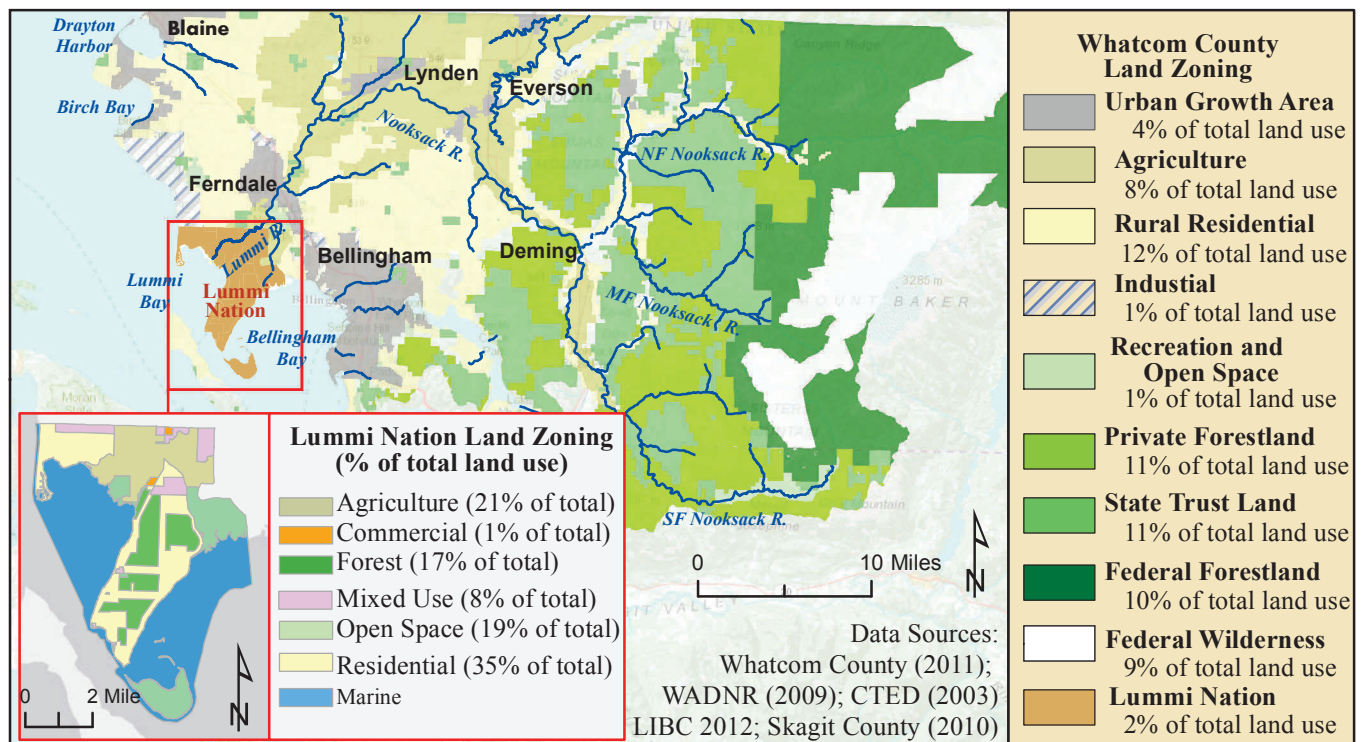 Drayton
Harbor
Blaine
Birch Bay
Lynden
Everson
Nooksack R.
NF Nooksack R.
Ferndale
Lummi R.
Bellingham
Deming
Lummi
Bay
Lummi
Nation
Bellingham
Bellingham
Bay
MF Nooksack R.
3285 m
MOUNT BAKER
SF Nooksack R.
0 10 Miles
N
Data Sources:
Whatcom County (2011);
WADNR (2009); CTED (2003)
LIBC 2012; Skagit County (2010)
Lummi Nation Land Zoning
(% of total land use)
Agriculture (21% of total)
Commercial (1% of total)
Forest (17% of total)
Mixed Use (8% of total)
Open Space (19% of total)
Residential (35% of total)
Marine
0 2 Mile
N
Whatcom County
Land Zoning
Urban Growth Area
4% of total land use
Agriculture
8% of total land use
Rural Residential
12% of total land use
Industial
1% of total land use
Recreation and
Open Space
1% of total land use
Private Forestland
11% of total land use
State Trust Land
11% of total land use
Federal Forestland
10% of total land use
Federal Wilderness
9% of total land use
Lummi Nation
2% of total land use